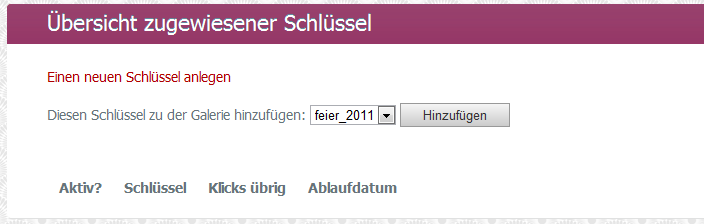 Übersicht zugewiesener Schlüssel
Einen neuen Schlüssel anlegen
Diesen Schlüssel zu der Galerie hinzufügen: feier_2011 Hinzufügen
Aktiv? Schlüssel Klicks übrig Ablaufdatum